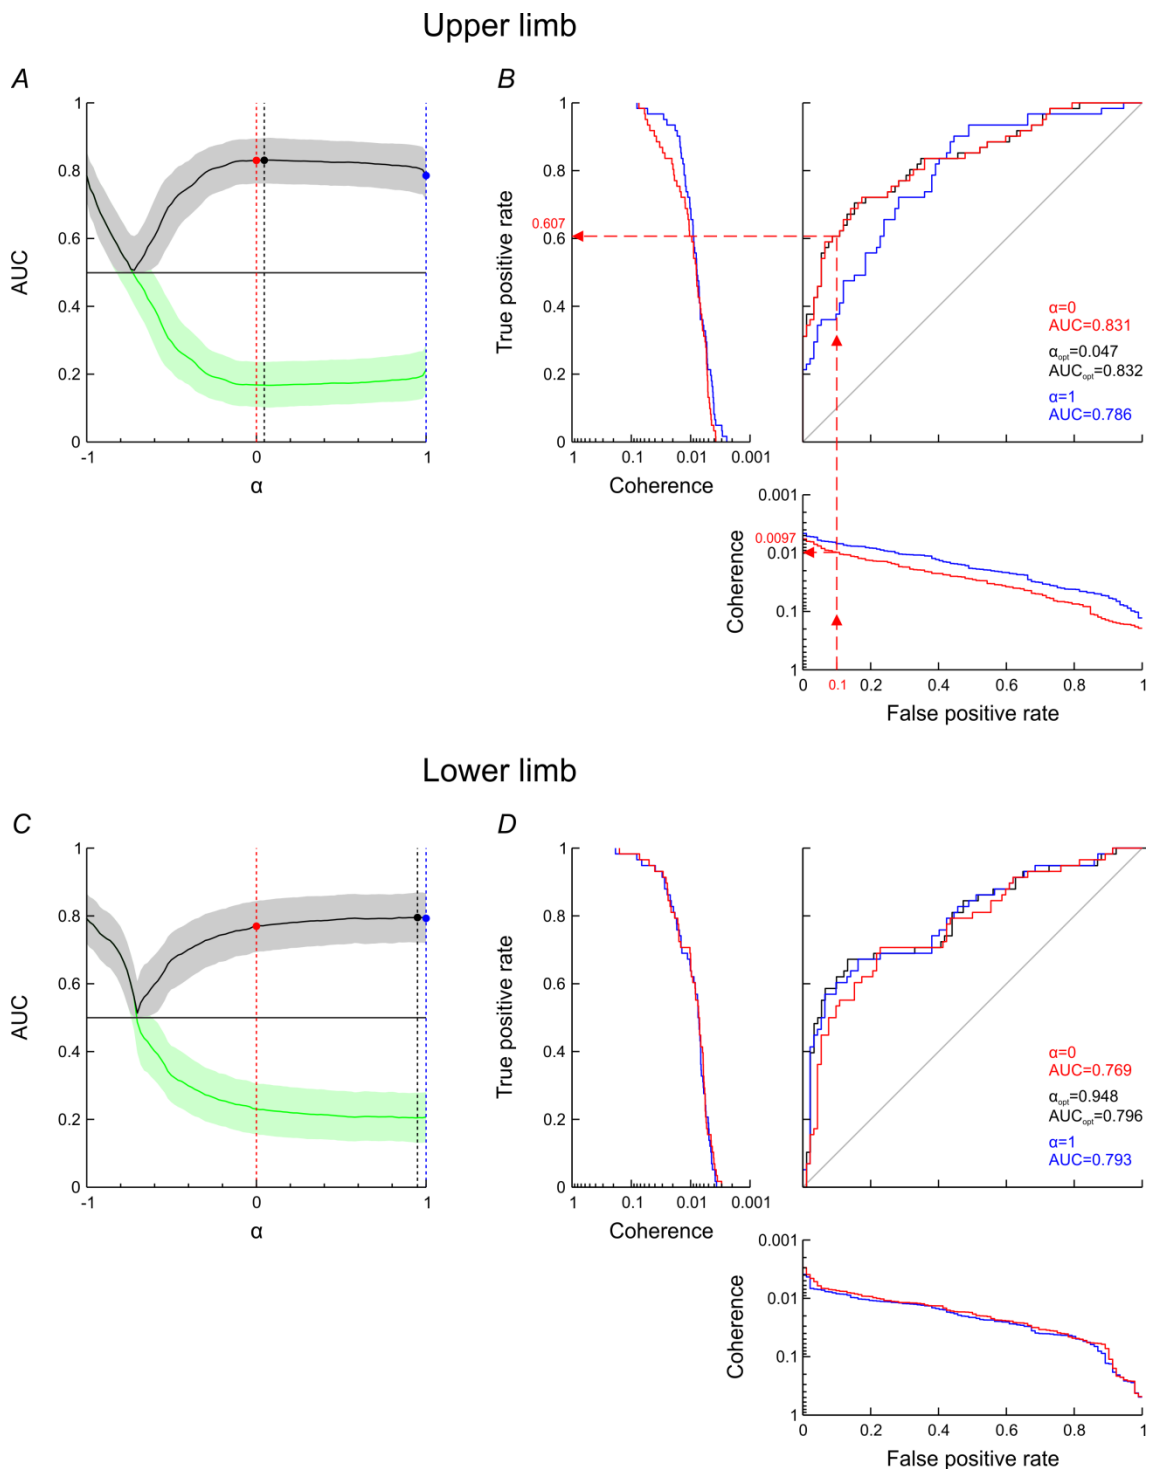 Upper limb
A
B
1
0.8
0.6
0.4
0.2
0
AUC
-1
0
1
α
1
0.8
0.607
0.6
0.4
0.2
0
True positive rate
1
0.1
0.01
0.001
Coherence
α=0
AUC=0.831
αopt=0.047
AUCopt=0.832
α=1
AUC=0.786
0.001
0.0097
0.01
0.1
1
Coherence
0
0.1
0.2
0.4
0.6
0.8
1
False positive rate
Lower limb
C
D
1
0.8
0.6
0.4
0.2
0
AUC
-1
0
1
α
1
0.8
0.6
0.4
0.2
0
True positive rate
1
0.1
0.01
0.001
Coherence
α=0
AUC=0.769
αopt=0.948
AUCopt=0.796
α=1
AUC=0.793
0.001
0.01
0.1
1
Coherence
0
0.2
0.4
0.6
0.8
1
False positive rate